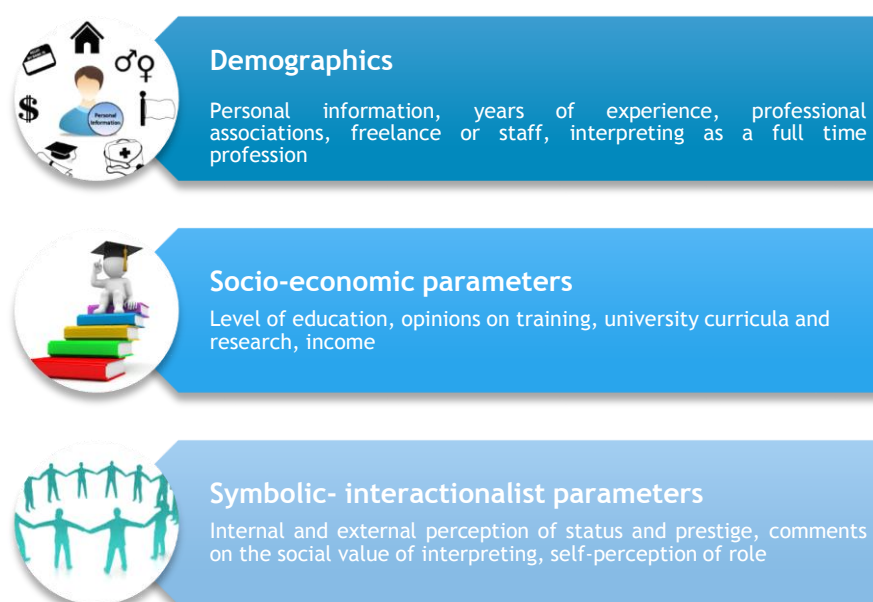 Demographics
Personal information, years of experience, professional
associations, freelance or staff, interpreting as a full time
profession
Personal
Information
Socio-economic parameters
Level of education, opinions on training, university curricula and
research, income
Symbolic- interactionalist parameters
Internal and external perception of status and prestige, comments
on the social value of interpreting, self-perception of role